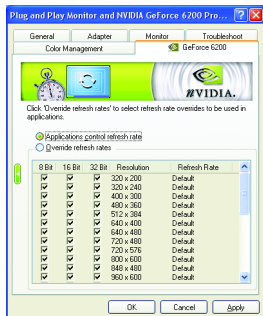 Plug and Play Monitor and NVIDIA GeForce 6200 Pro...
General Adapter Monitor Troubleshoot
Color Management GeForce 6200
NVIDIA.
Click 'Override refresh rates' to select refresh rate overrides to be used in
applications.
Applications control refresh rate
Override refresh rates
8 Bit 16 Bit 32 Bit Resolution Refresh Rate
320 x 200 Default
320 x 240 Default
400 x 300 Default
480 x 360 Default
512 x 384 Default
640 x 400 Default
640 x 480 Default
720 x 480 Default
720 x 576 Default
800 x 600 Default
848 x 480 Default
960 x 600 Default
OK Cancel Apply